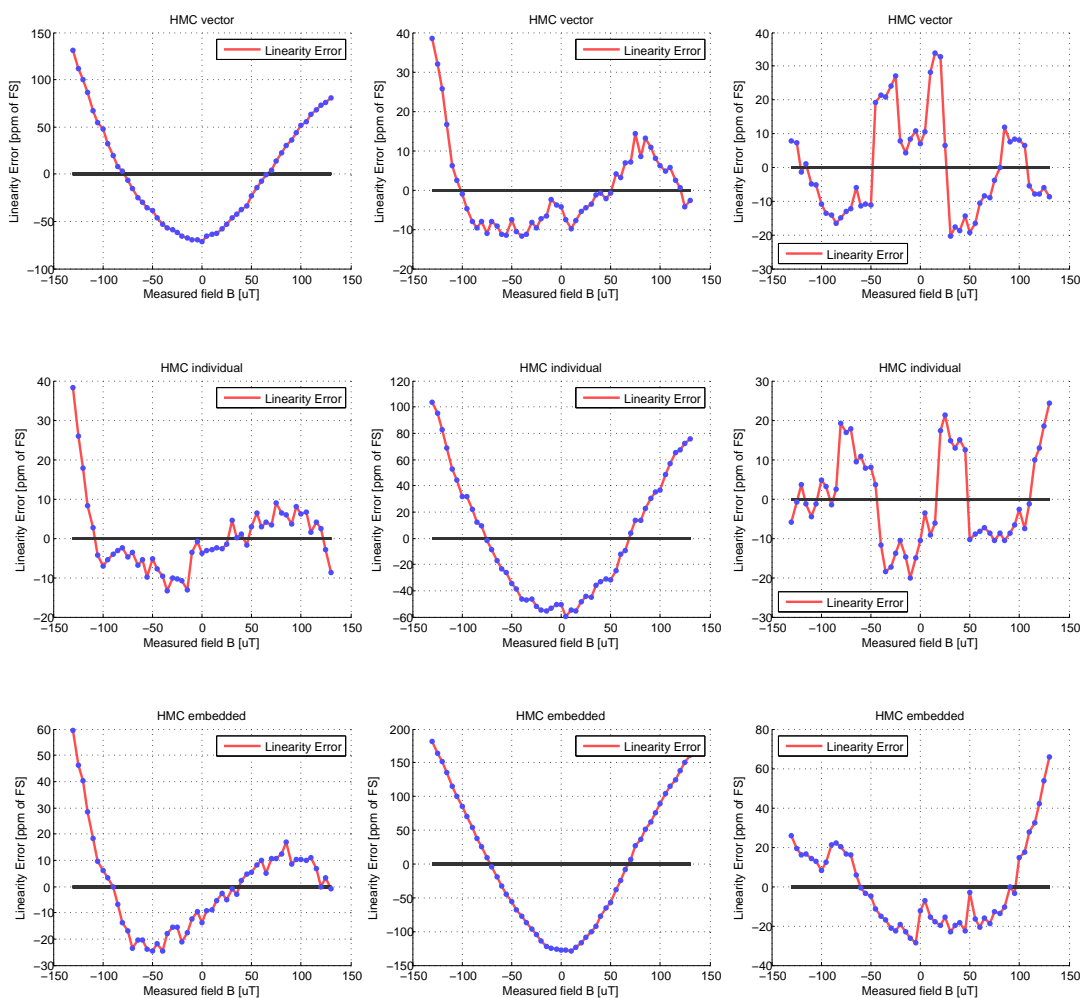 HMC vector
Linearity Error [ppm of FS]
150
100
50
0
−50
−100
−150 −100 −50 0 50 100 150
Measured field B [uT]
Linearity Error
HMC vector
Linearity Error [ppm of FS]
40
30
20
10
0
−10
−20
−150 −100 −50 0 50 100 150
Measured field B [uT]
Linearity Error
HMC vector
Linearity Error [ppm of FS]
40
30
20
10
0
−10
−20
−30
−150 −100 −50 0 50 100 150
Measured field B [uT]
Linearity Error
HMC individual
Linearity Error [ppm of FS]
40
30
20
10
0
−10
−20
−150 −100 −50 0 50 100 150
Measured field B [uT]
Linearity Error
HMC individual
Linearity Error [ppm of FS]
120
100
80
60
40
20
0
−20
−40
−60
−150 −100 −50 0 50 100 150
Measured field B [uT]
Linearity Error
HMC individual
Linearity Error [ppm of FS]
30
20
10
0
−10
−20
−30
−150 −100 −50 0 50 100 150
Measured field B [uT]
Linearity Error
HMC embedded
Linearity Error [ppm of FS]
60
50
40
30
20
10
0
−10
−20
−30
−150 −100 −50 0 50 100 150
Measured field B [uT]
Linearity Error
HMC embedded
Linearity Error [ppm of FS]
200
150
100
50
0
−50
−100
−150
−150 −100 −50 0 50 100 150
Measured field B [uT]
Linearity Error
HMC embedded
Linearity Error [ppm of FS]
80
60
40
20
0
−20
−40
−150 −100 −50 0 50 100 150
Measured field B [uT]
Linearity Error